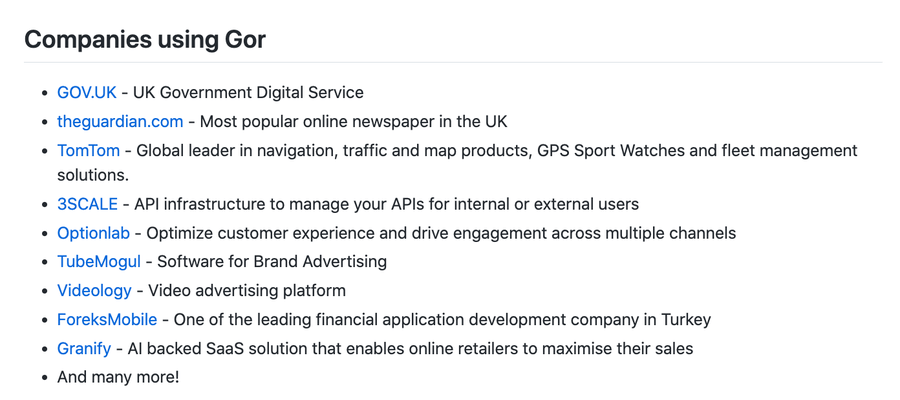 Companies using Gor
• GOV.UK - UK Government Digital Service
• theguardian.com - Most popular online newspaper in the UK
• TomTom - Global leader in navigation, traffic and map products, GPS Sport Watches and fleet management
solutions.
• 3SCALE - API infrastructure to manage your APIs for internal or external users
• Optionlab - Optimize customer experience and drive engagement across multiple channels
• TubeMogul - Software for Brand Advertising
• Videology - Video advertising platform
• ForeksMobile - One of the leading financial application development company in Turkey
• Granify - AI backed SaaS solution that enables online retailers to maximise their sales
• And many more!